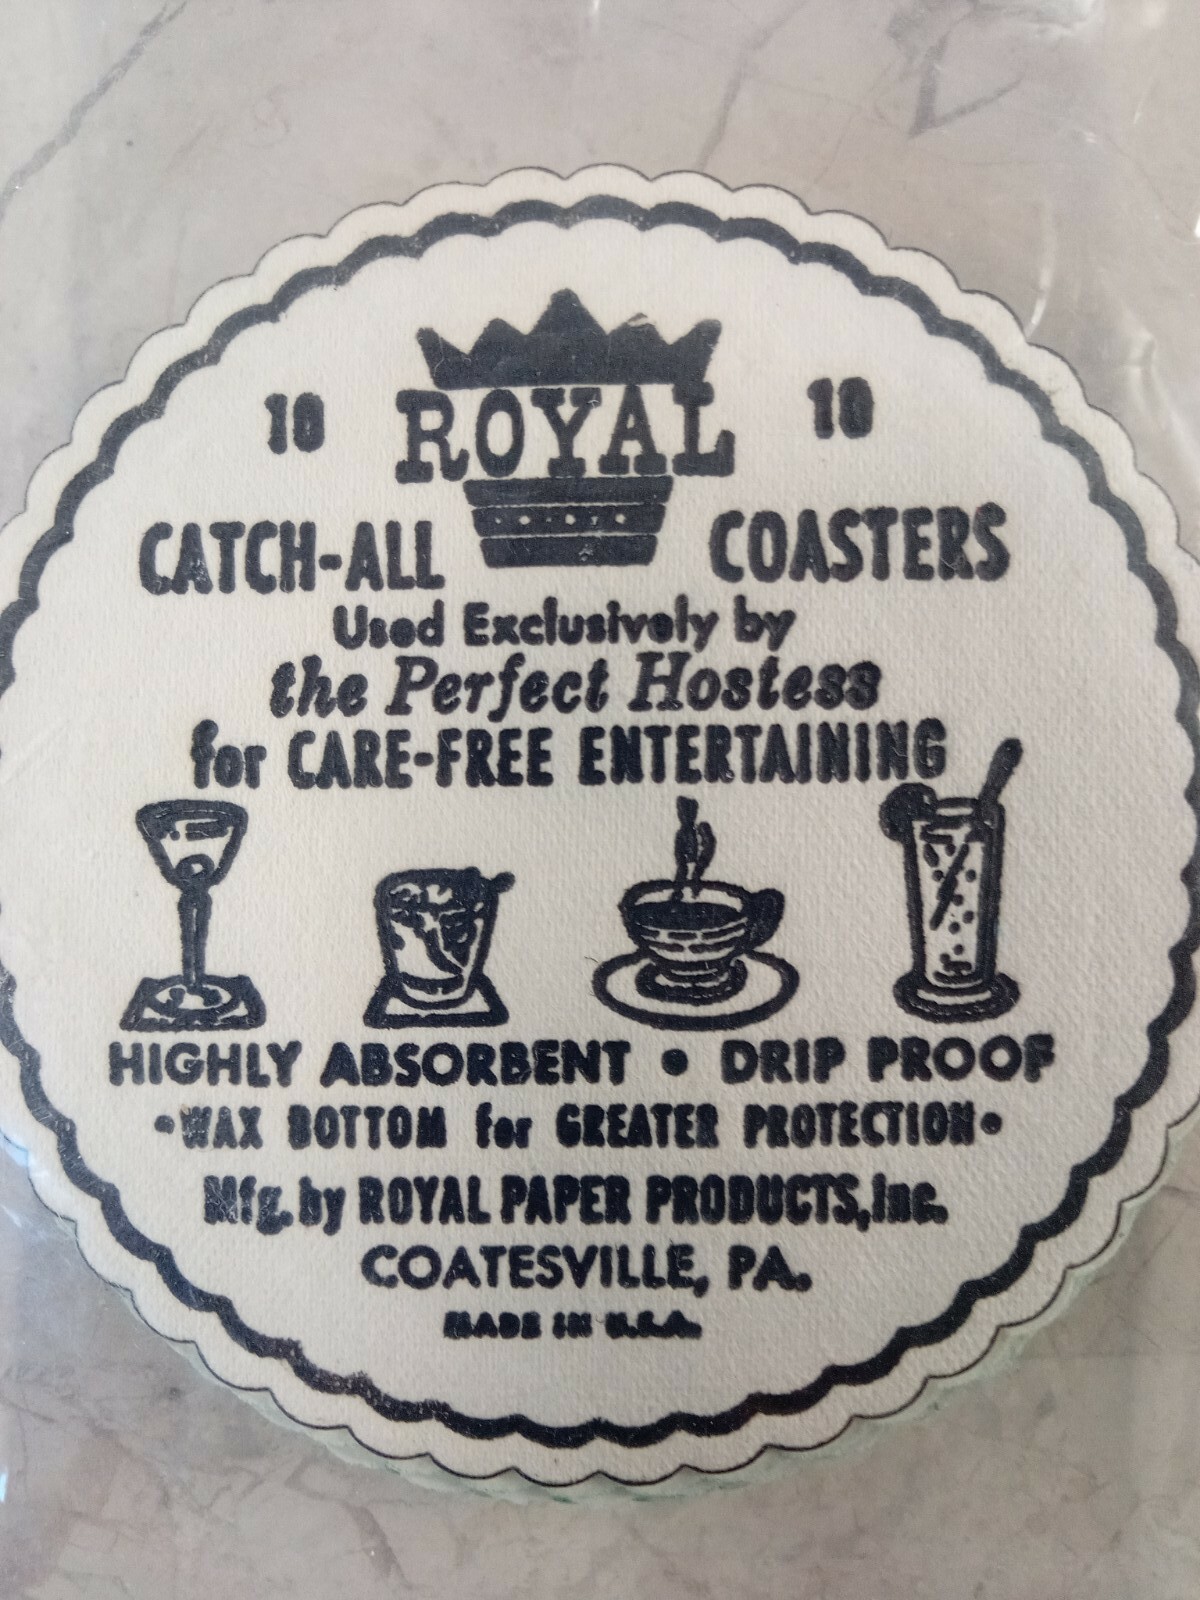 10 ROYAL 10
CATCH-ALL COASTERS
Used Exclusively by
the Perfect Hostess
for CARE-FREE ENTERTAINING
HIGHLY ABSORBENT • DRIP PROOF
•WAX BOTTOM for GREATER PROTECTION•
Mfg. by ROYAL PAPER PRODUCTS, Inc.
COATESVILLE, PA.
MADE IN U.S.A.